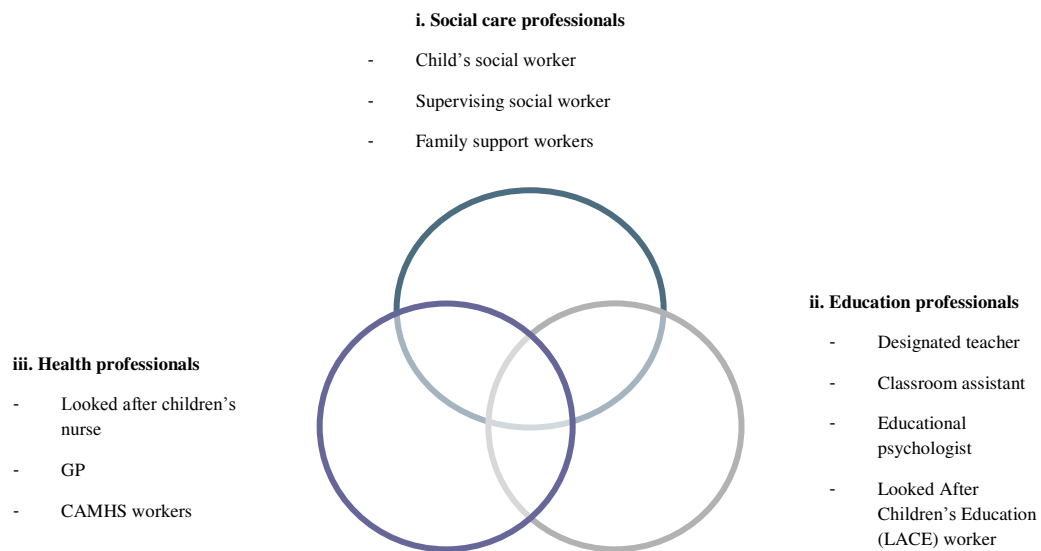 i. Social care professionals
- Child’s social worker
- Supervising social worker
- Family support workers
ii. Education professionals
- Designated teacher
- Classroom assistant
- Educational
psychologist
- Looked After
Children’s Education
(LACE) worker
iii. Health professionals
- Looked after children’s
nurse
- GP
- CAMHS workers